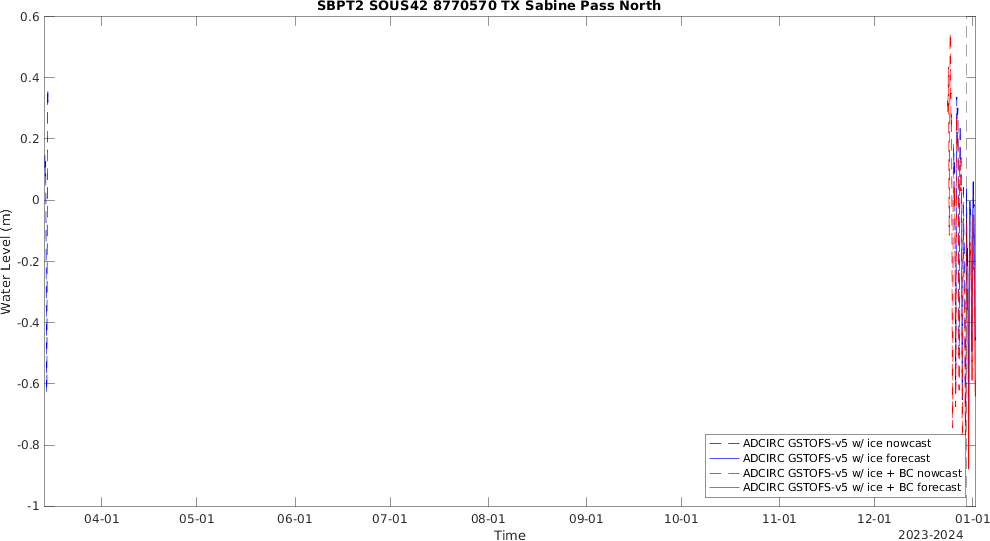 SBPT2 SOUS42 8770570 TX Sabine Pass North
Water Level (m)
0.6
0.4
0.2
0
-0.2
-0.4
-0.6
-0.8
-1
ADCIRC GSTOFS-v5 w/ ice nowcast
ADCIRC GSTOFS-v5 w/ ice forecast
ADCIRC GSTOFS-v5 w/ ice + BC nowcast
ADCIRC GSTOFS-v5 w/ ice + BC forecast
04-01 05-01 06-01 07-01 08-01 09-01 10-01 11-01 12-01 01-01
Time
2023-2024